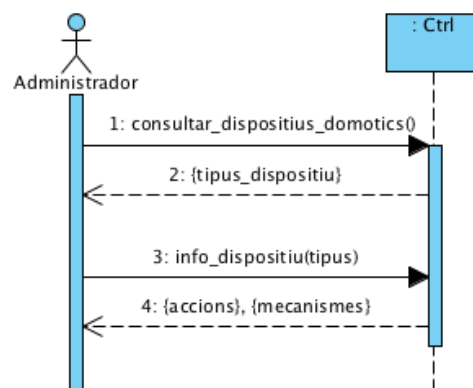 : Ctrl
Administrador
1: consultar_dispositius_domotics()
2: {tipus_dispositiu}
3: info_dispositiu(tipus)
4: {accions}, {mecanismes}